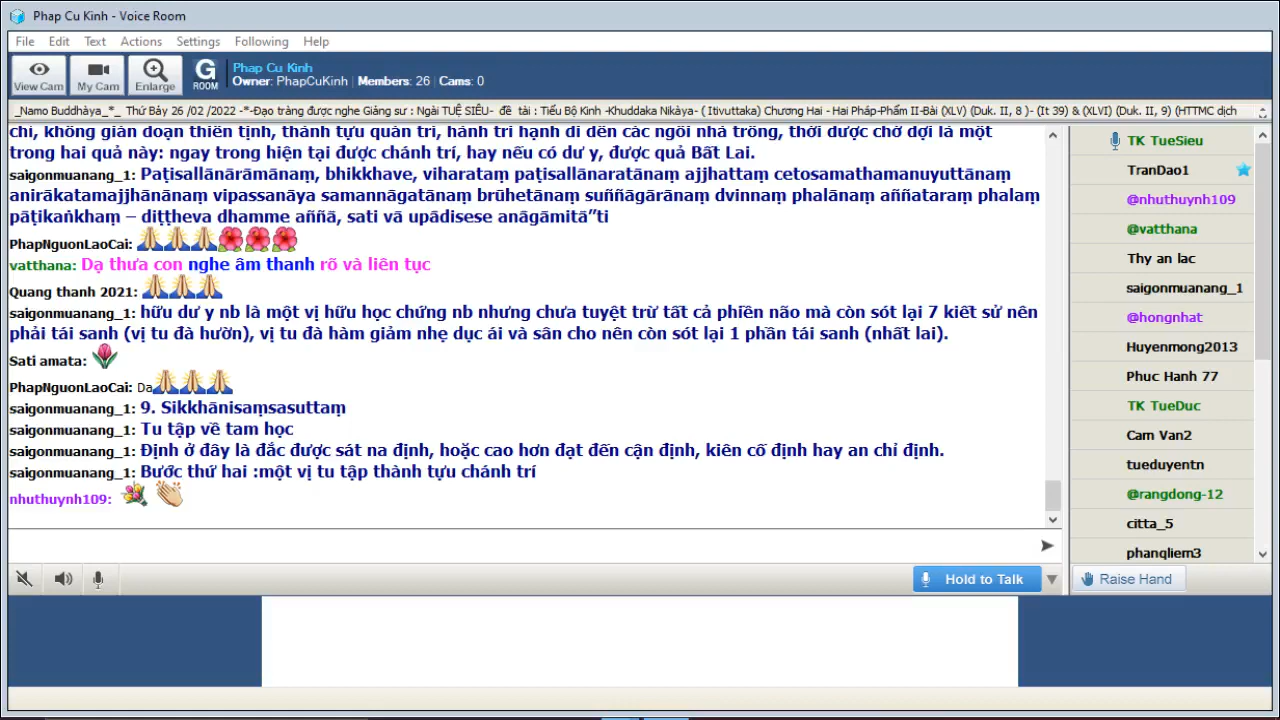 Phap Cu Kinh - Voice Room
File Edit Text Actions Settings Following Help
View Cam My Cam Enlarge G ROOM
Phap Cu Kinh
Owner: PhapCuKinh | Members: 26 | Cams: 0
_Namo Buddhàya_*_ Thứ Bảy 26 /02 /2022 -*-Đạo tràng được nghe Giảng sư : Ngài TUỆ SIÊU- đề tài : Tiểu Bộ Kinh -Khuddaka Nikàya- ( Itivuttaka) Chương Hai - Hai Pháp-Phẩm II-Bài (XLV) (Duk. II, 8 )- (It 39) & (XLVI) (Duk. II, 9) (HTTMC dịch
chỉ, không gián đoạn thiền tịnh, thành tựu quán trí, hành trì hạnh đi đến các ngôi nhà trống, thời được chờ đợi là một
trong hai quả này: ngay trong hiện tại được chánh trí, hay nếu có dư y, được quả Bất Lai.
saigonmuanang_1: Paṭisallānārāmānaṃ, bhikkhave, viharataṃ paṭisallānaratānaṃ ajjhattaṃ cetosamathamanuyuttānaṃ
anirākatamajjhānānaṃ vipassanāya samannāgatānaṃ brūhetānaṃ suññāgārānaṃ dvinnaṃ phalānaṃ aññataraṃ phalaṃ
pāṭikaṅkhaṃ – diṭṭheva dhamme aññā, sati vā upādisese anāgāmitā”ti
PhapNguonLaoCai:
vatthana: Dạ thưa con nghe âm thanh rõ và liên tục
Quang thanh 2021:
saigonmuanang_1: hữu dư y nb là một vị hữu học chứng nb nhưng chưa tuyệt trừ tất cả phiền não mà còn sót lại 7 kiết sử nên
phải tái sanh (vị tu đà hườn), vị tu đà hàm giảm nhẹ dục ái và sân cho nên còn sót lại 1 phần tái sanh (nhất lai).
Sati amata:
PhapNguonLaoCai: Da
saigonmuanang_1: 9. Sikkhānisaṃsasuttaṃ
saigonmuanang_1: Tu tập về tam học
saigonmuanang_1: Định ở đây là đắc được sát na định, hoặc cao hơn đạt đến cận định, kiên cố định hay an chỉ định.
saigonmuanang_1: Bước thứ hai :một vị tu tập thành tựu chánh trí
nhuthuynh109:
TK TueSieu
TranDao1
@nhuthuynh109
@vatthana
Thy an lac
saigonmuanang_1
@hongnhat
Huyenmong2013
Phuc Hanh 77
TK TueDuc
Cam Van2
tueduyentn
@rangdong-12
citta_5
phanqliem3
Hold to Talk
Raise Hand